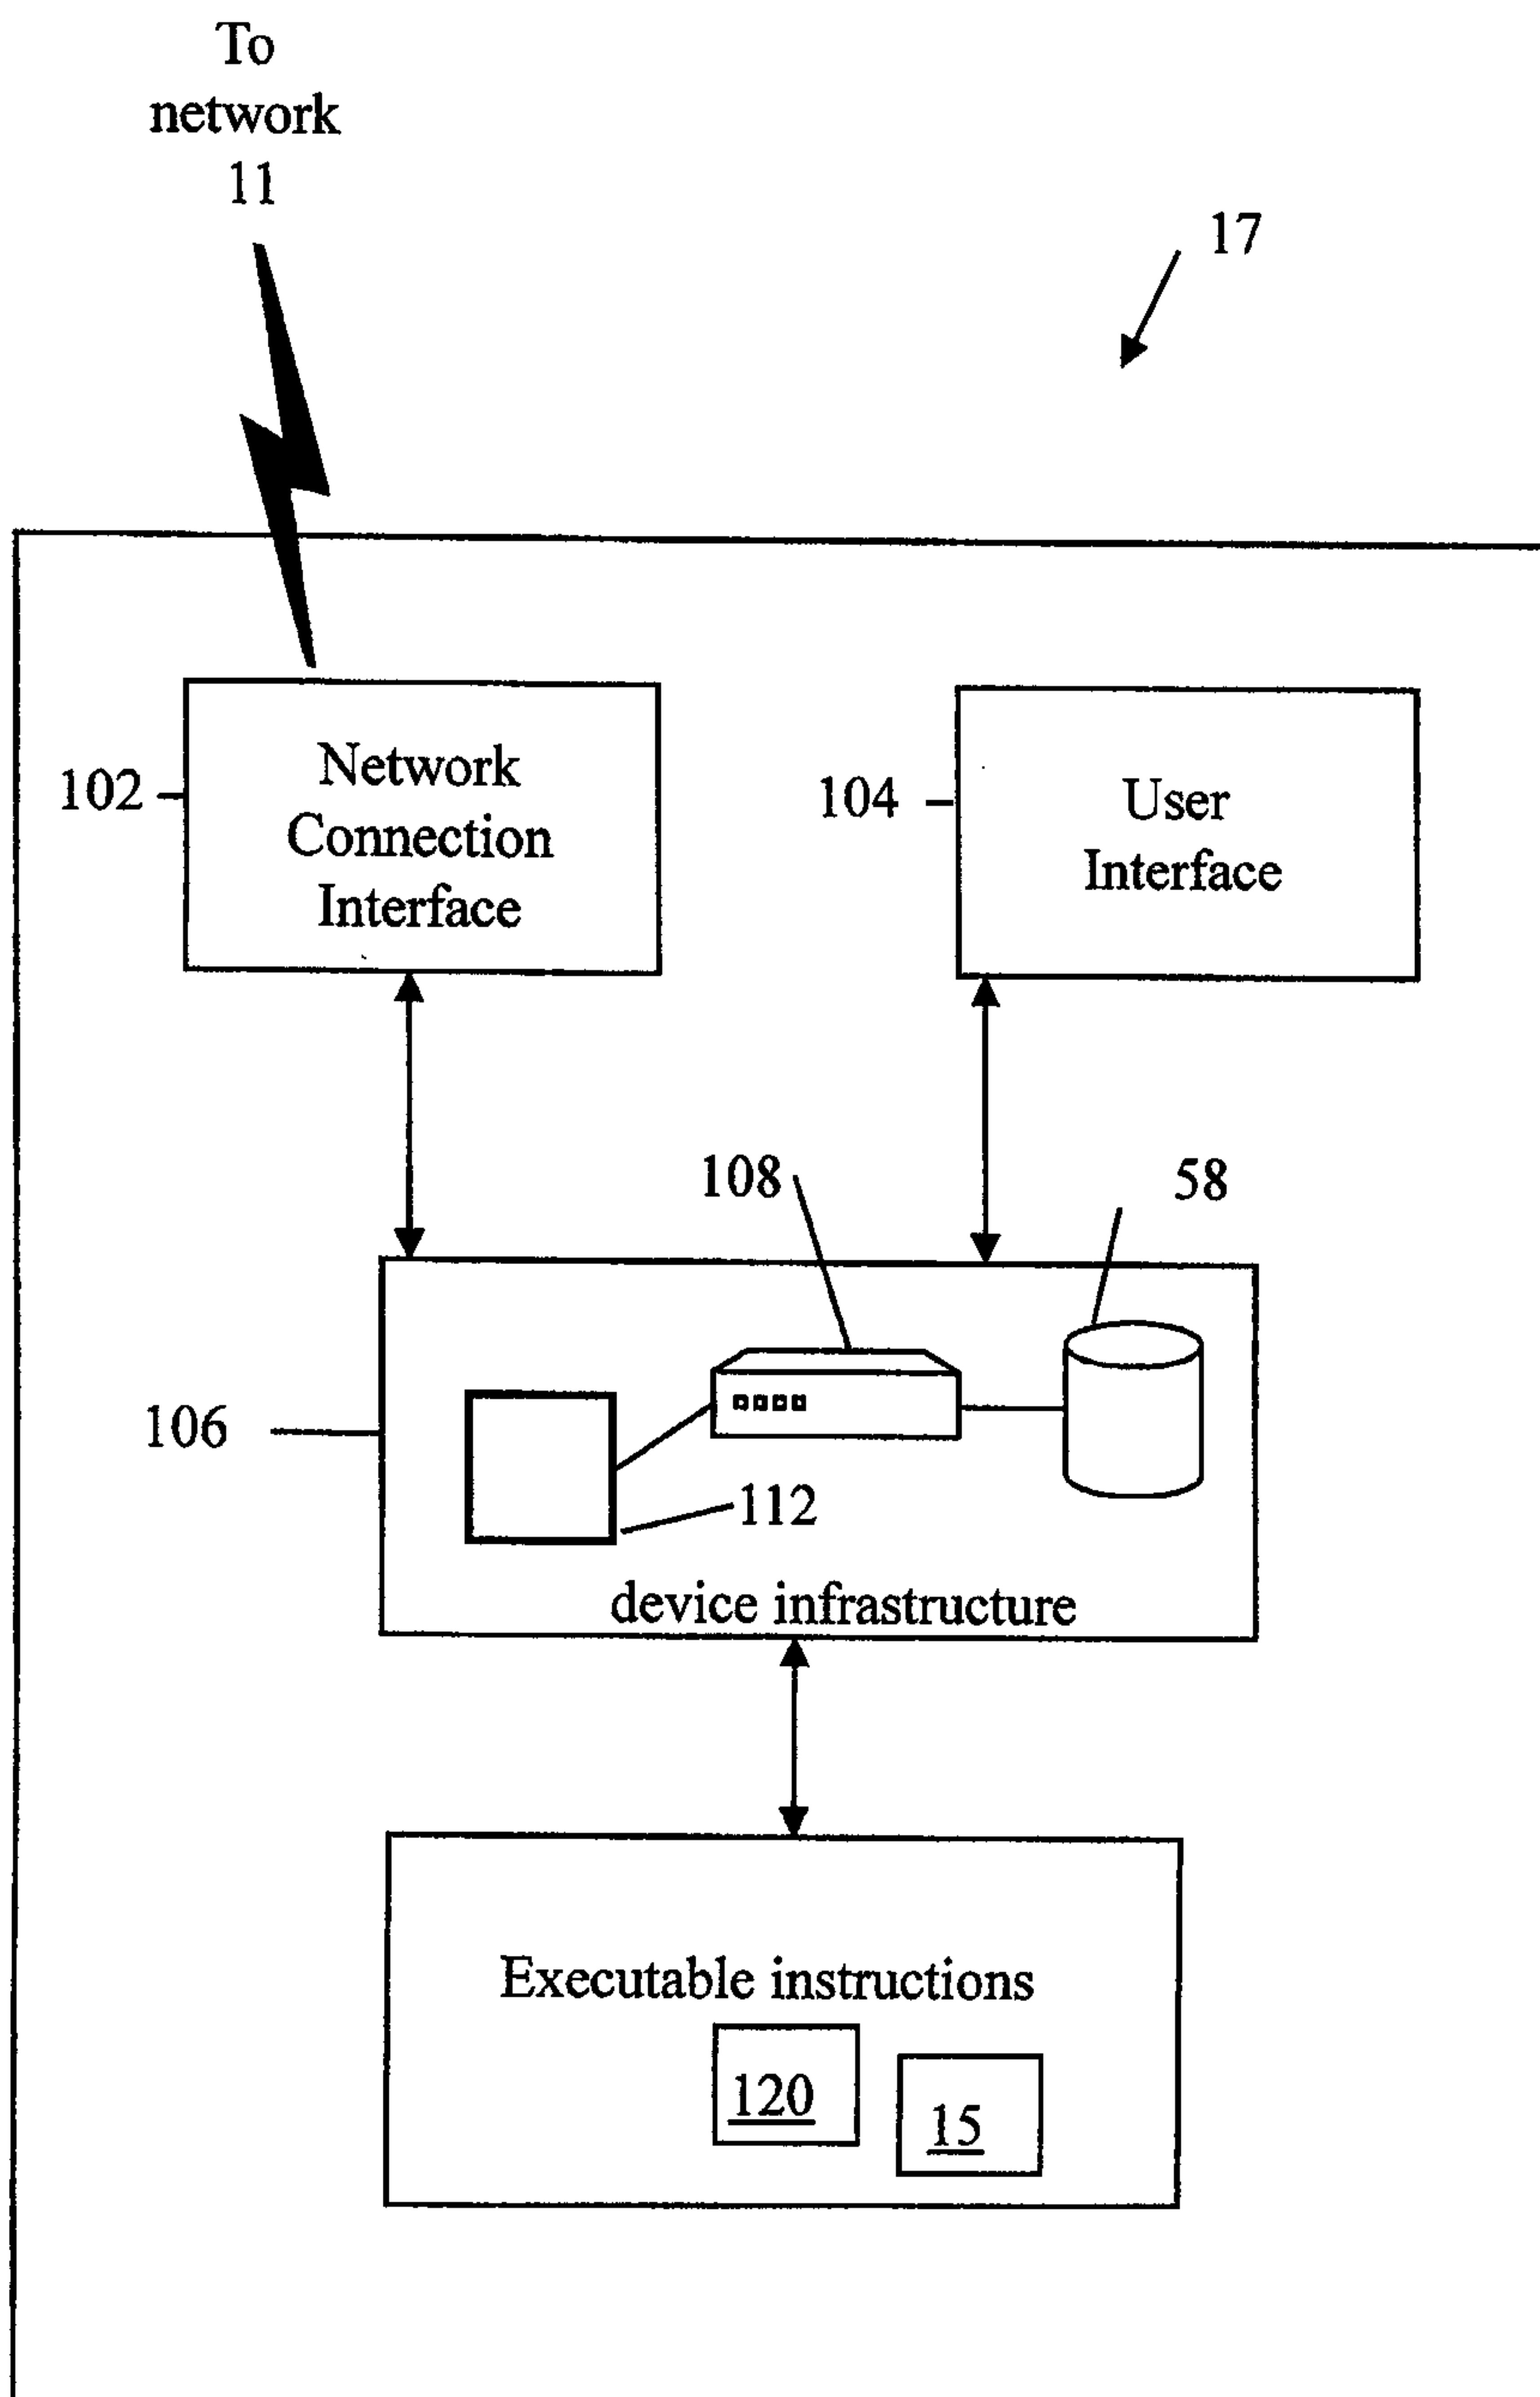 To
network
11
17
102
Network
Connection
Interface
104
User
Interface
108
58
106
112
device infrastructure
Executable instructions
120
15